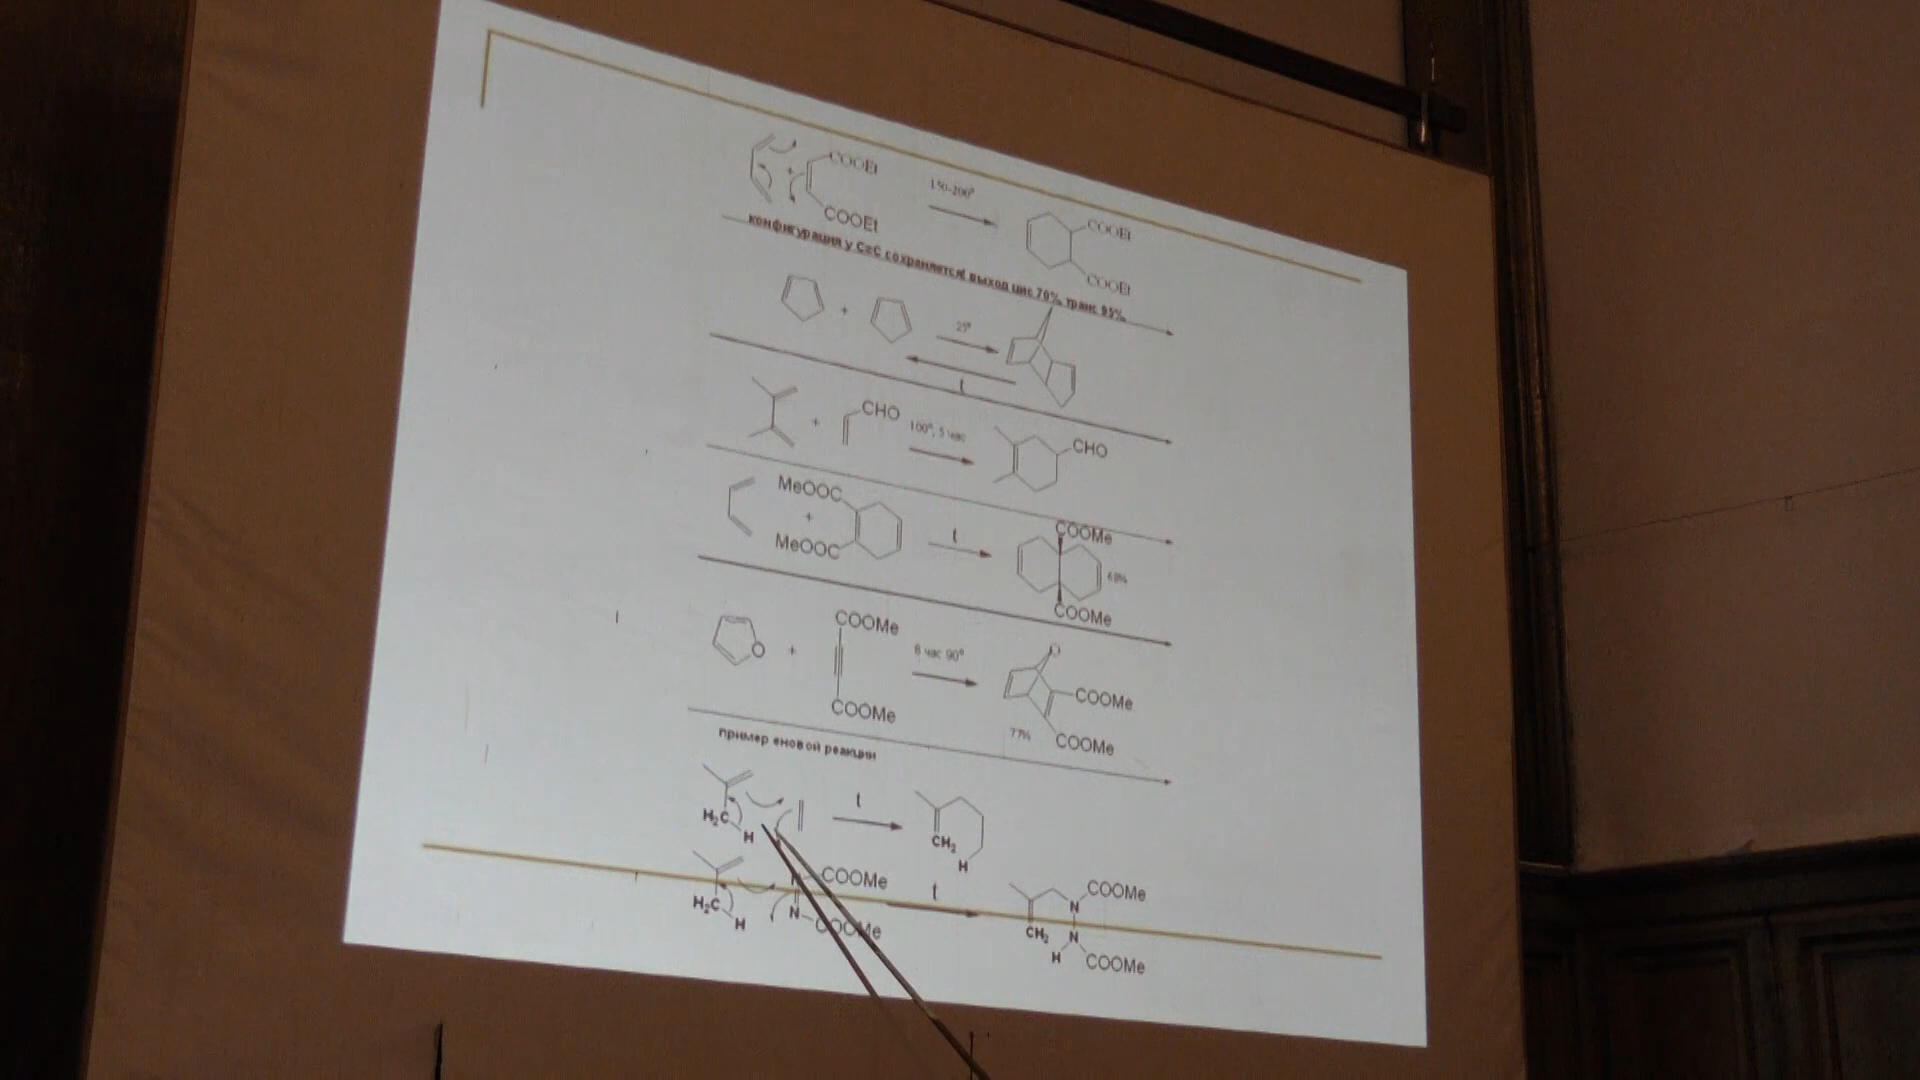 COOEt
COOEt
150-200°
COOEt
COOEt
конфигурация у C=C сохраняется! выход цис 70%, транс 95%
+
25°
t
+
CHO
100°, 5 час
CHO
MeOOC
+
MeOOC
t
COOMe
68%
COOMe
O
+
COOMe
COOMe
8 час 90°
O
COOMe
COOMe
77%
пример еновой реакции
H₂C
H
t
CH₂
H
H₂C
H
N
N
COOMe
COOMe
t
CH₂
N
N
H
COOMe
COOMe